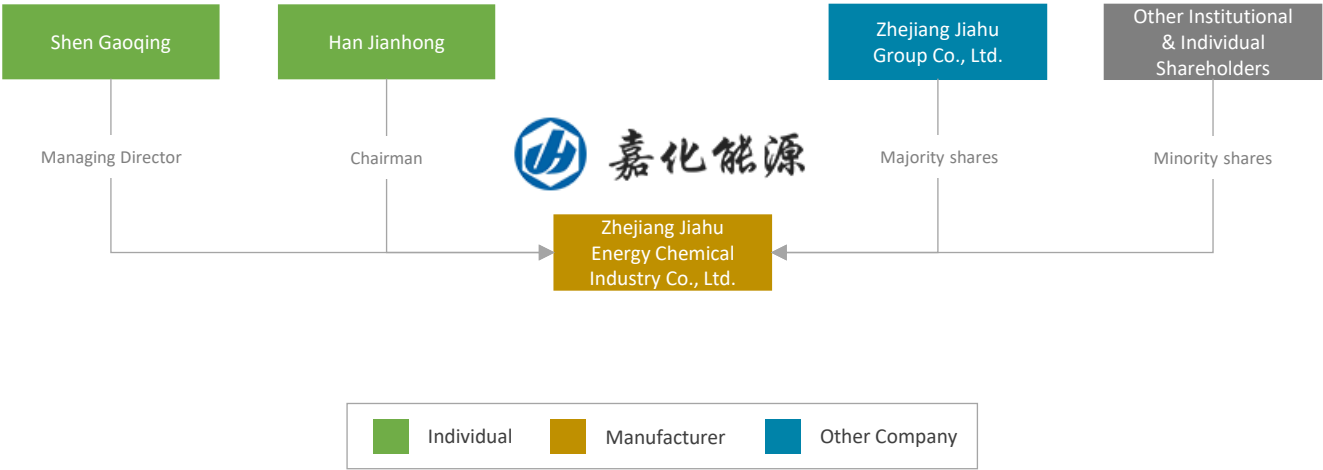 Shen Gaoqing
Han Jianhong
Zhejiang Jiahu
Group Co., Ltd.
Other Institutional
& Individual
Shareholders
Managing Director
Chairman
嘉化能源
Majority shares
Minority shares
Zhejiang Jiahu
Energy Chemical
Industry Co., Ltd.
Individual
Manufacturer
Other Company